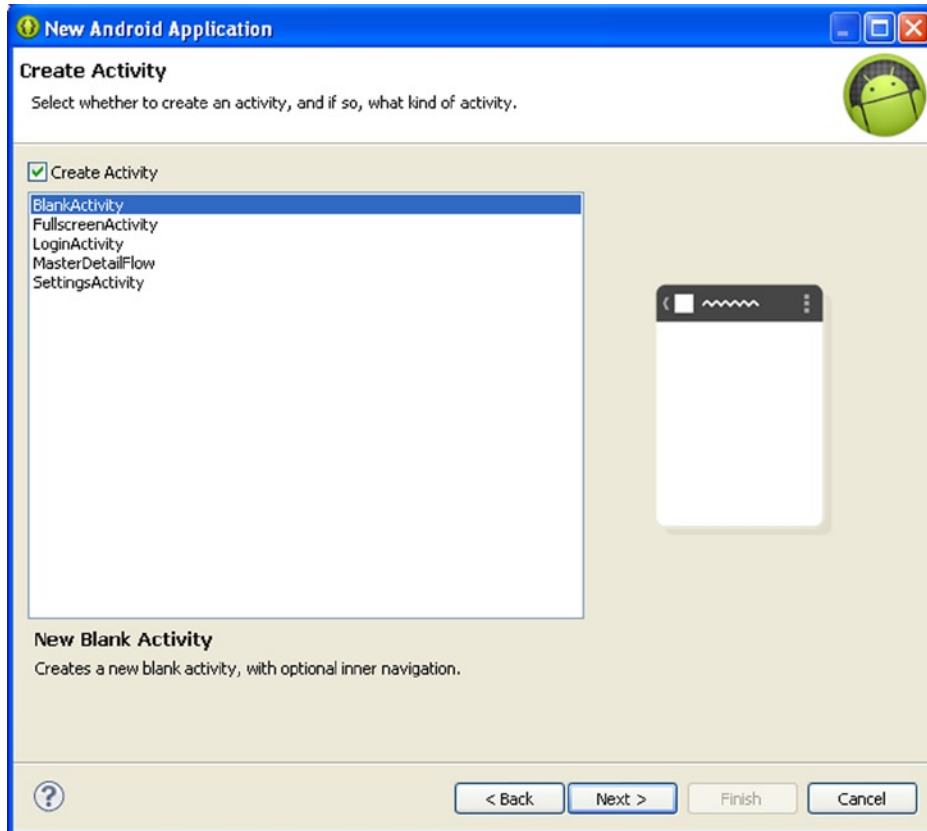 New Android Application
Create Activity
Select whether to create an activity, and if so, what kind of activity.
Create Activity
BlankActivity
FullscreenActivity
LoginActivity
MasterDetailFlow
SettingsActivity
New Blank Activity
Creates a new blank activity, with optional inner navigation.
? < Back Next > Finish Cancel